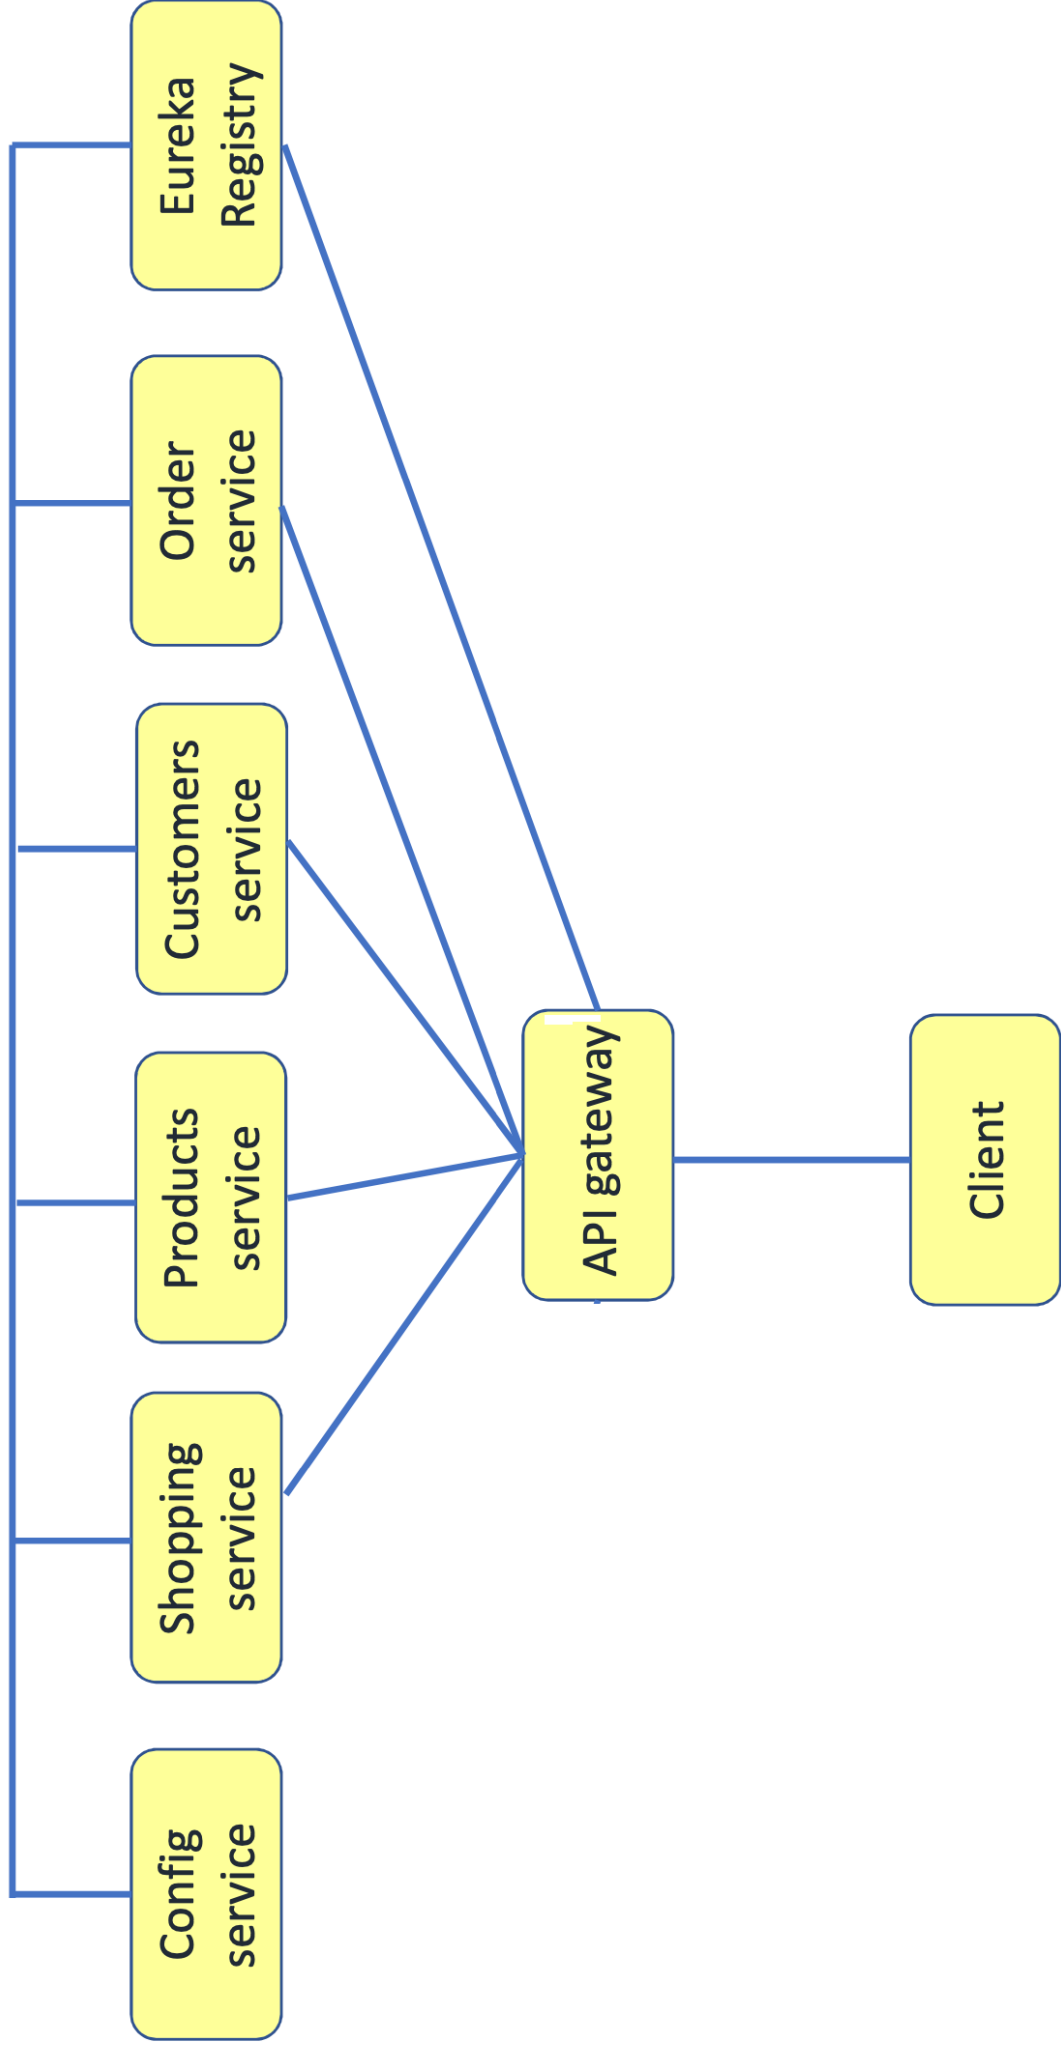 Config
service
Shopping
service
Products
service
Customers
service
Order
service
Eureka
Registry
API gateway
Client